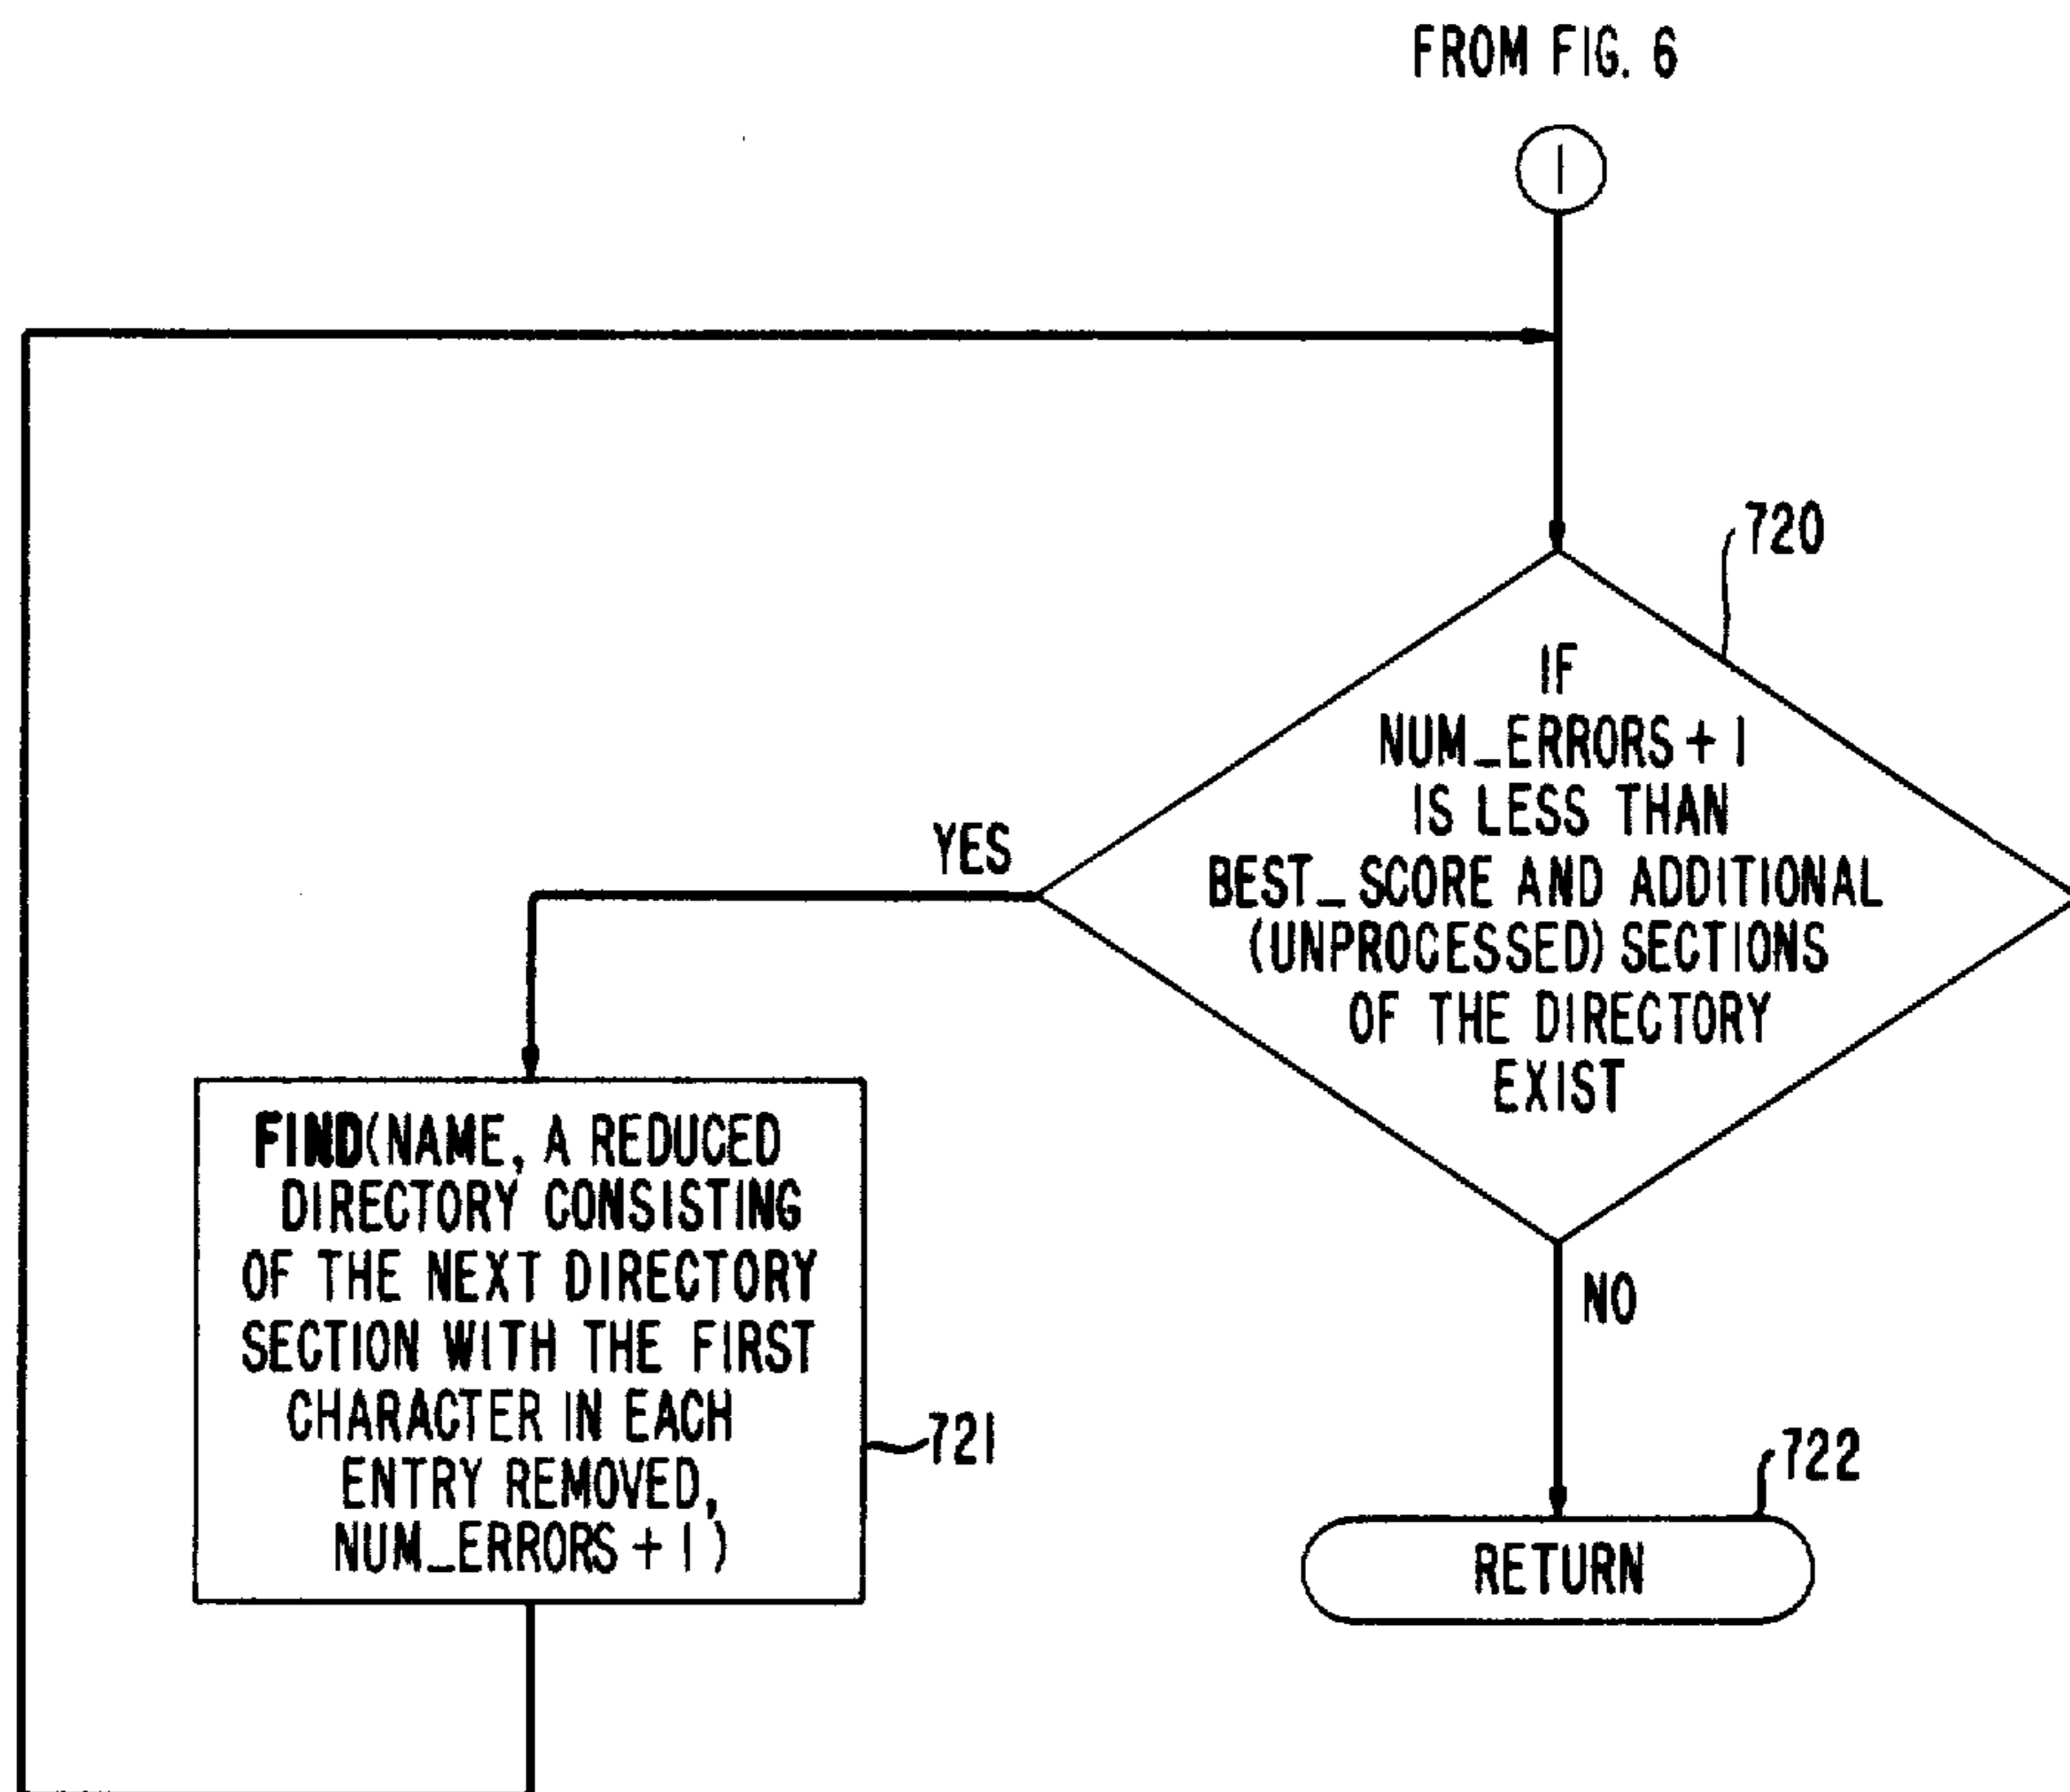 FROM FIG. 6
1
720
IF
NUM_ERRORS + 1
IS LESS THAN
BEST_SCORE AND ADDITIONAL
(UNPROCESSED) SECTIONS
OF THE DIRECTORY
EXIST
YES
FIND(NAME, A REDUCED
DIRECTORY CONSISTING
OF THE NEXT DIRECTORY
SECTION WITH THE FIRST
CHARACTER IN EACH
ENTRY REMOVED,
NUM_ERRORS + 1)
721
NO
722
RETURN